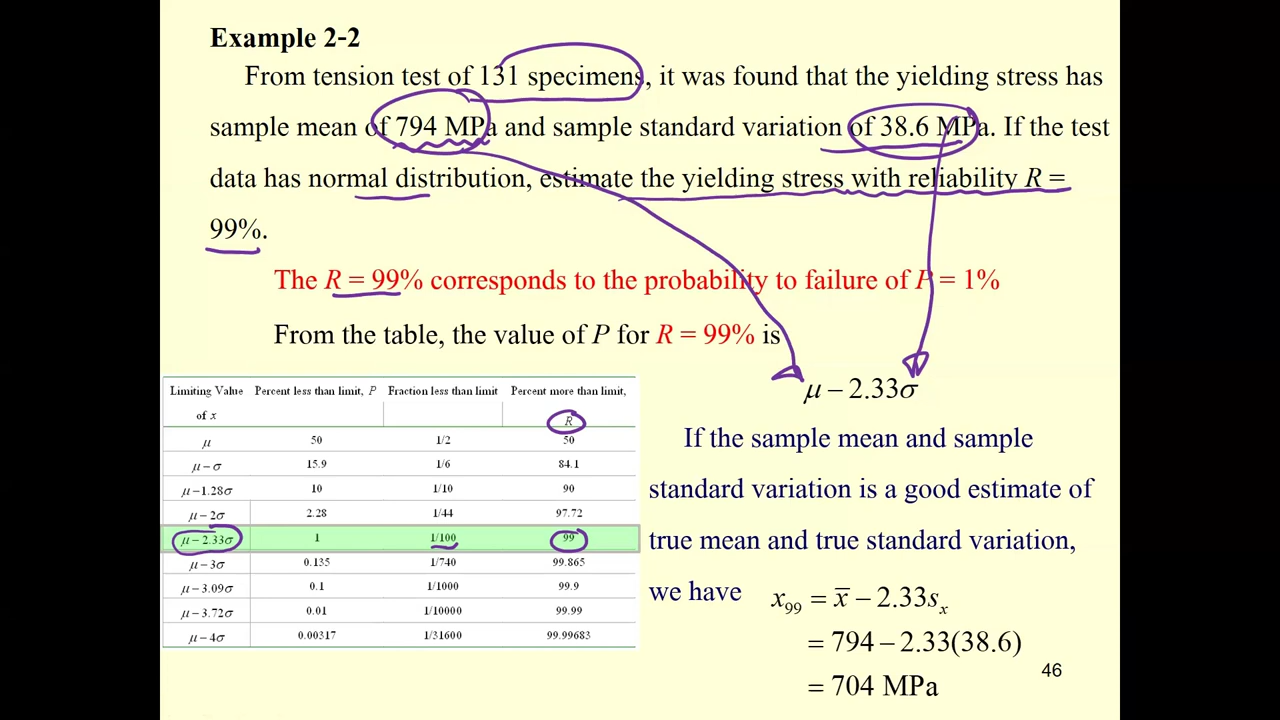 Example 2-2
From tension test of 131 specimens, it was found that the yielding stress has
sample mean of 794 MPa and sample standard variation of 38.6 MPa. If the test
data has normal distribution, estimate the yielding stress with reliability R =
99%.
The R = 99% corresponds to the probability to failure of P = 1%
From the table, the value of P for R = 99% is
μ − 2.33σ
Limiting Value of x | Percent less than limit, P | Fraction less than limit | Percent more than limit, R
μ 50 1/2 50
μ − σ 15.9 1/6 84.1
μ − 1.28σ 10 1/10 90
μ − 2σ 2.28 1/44 97.72
μ − 2.33σ 1 1/100 99
μ − 3σ 0.135 1/740 99.865
μ − 3.09σ 0.1 1/1000 99.9
μ − 3.72σ 0.01 1/10000 99.99
μ − 4σ 0.00317 1/31600 99.99683
If the sample mean and sample
standard variation is a good estimate of
true mean and true standard variation,
we have x̅₉₉ = x̅ − 2.33sₓ
= 794 − 2.33(38.6)
= 704 MPa
46